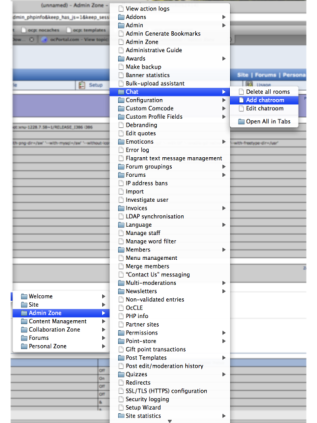 (unnamed) - Admin Zone -
View action logs
Addons
Admin
Admin Generate Bookmarks
Admin Zone
Administrative Guide
Awards
Make backup
Banner statistics
Bulk-upload assistant
Chat
Configuration
Custom Comcode
Custom Profile Fields
Debranding
Edit quotes
Emoticons
Error log
Flagrant text message management
Forum groupings
Forums
IP address bans
Import
Investigate user
Invoices
LDAP synchronisation
Language
Manage staff
Manage word filter
Members
Menu management
Merge members
"Contact Us" messaging
Multi-moderations
Newsletters
Non-validated entries
OcCLE
PHP info
Partner sites
Permissions
Point-store
Gift point transactions
Post Templates
Post edit/moderation history
Quizzes
Redirects
SSL/TLS (HTTPS) configuration
Security logging
Setup Wizard
Site statistics
Site | Forums | Persona
Setup
Usage
Delete all rooms
Add chatroom
Edit chatroom
Open All in Tabs
Welcome
Site
Admin Zone
Content Management
Collaboration Zone
Forums
Personal Zone